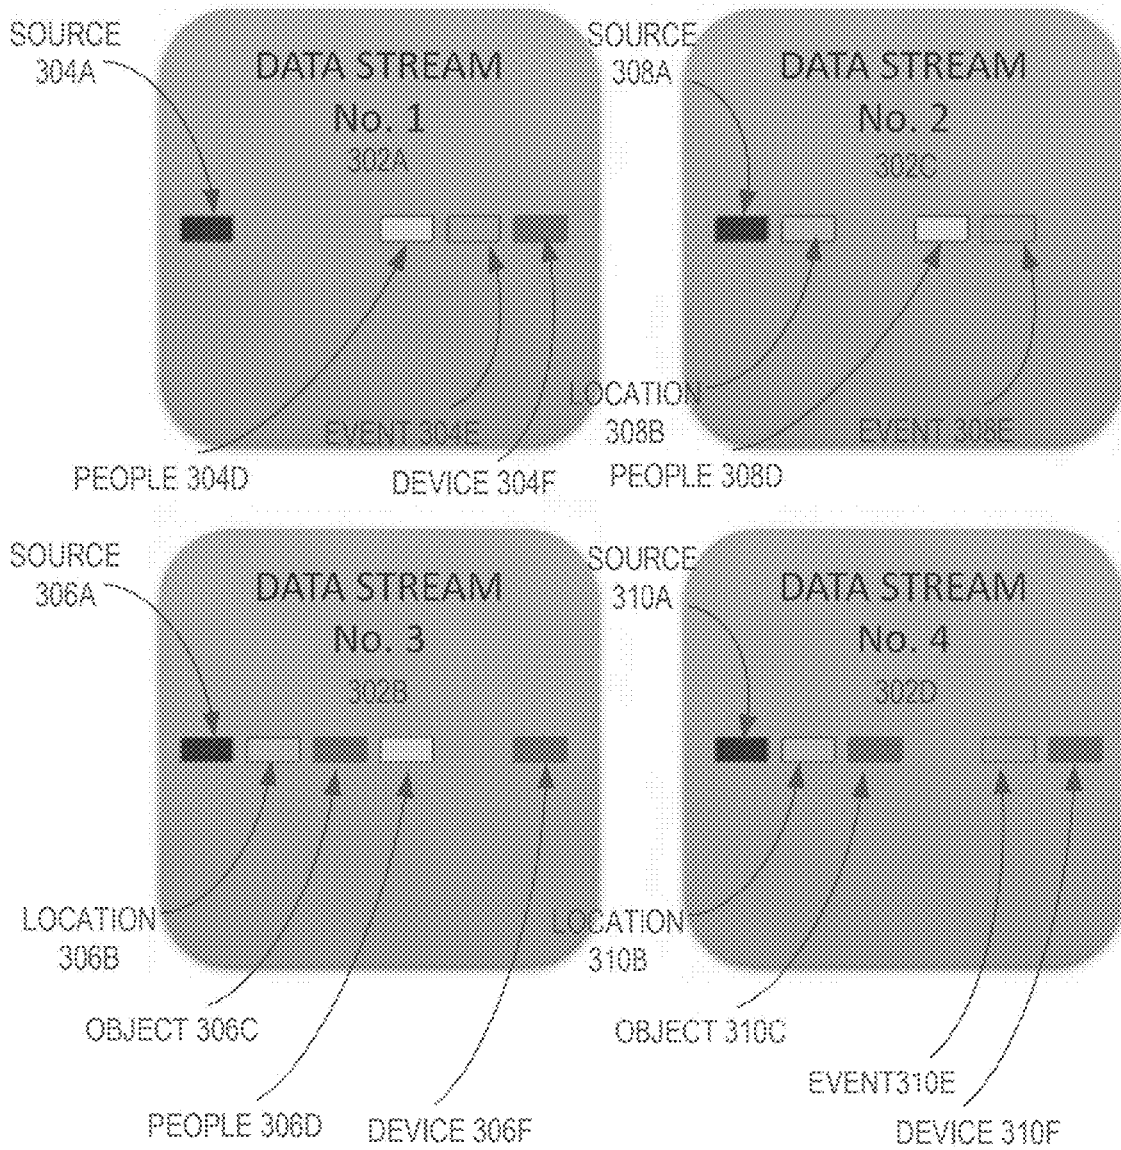 SOURCE
304A
DATA STREAM
No. 1
302A
PEOPLE 304D
EVENT 304E
DEVICE 304F
SOURCE
308A
DATA STREAM
No. 2
302C
LOCATION
308B
PEOPLE 308D
EVENT 308E
SOURCE
306A
DATA STREAM
No. 3
302B
LOCATION
306B
OBJECT 306C
PEOPLE 306D
DEVICE 306F
SOURCE
310A
DATA STREAM
No. 4
302D
LOCATION
310B
OBJECT 310C
EVENT310E
DEVICE 310F